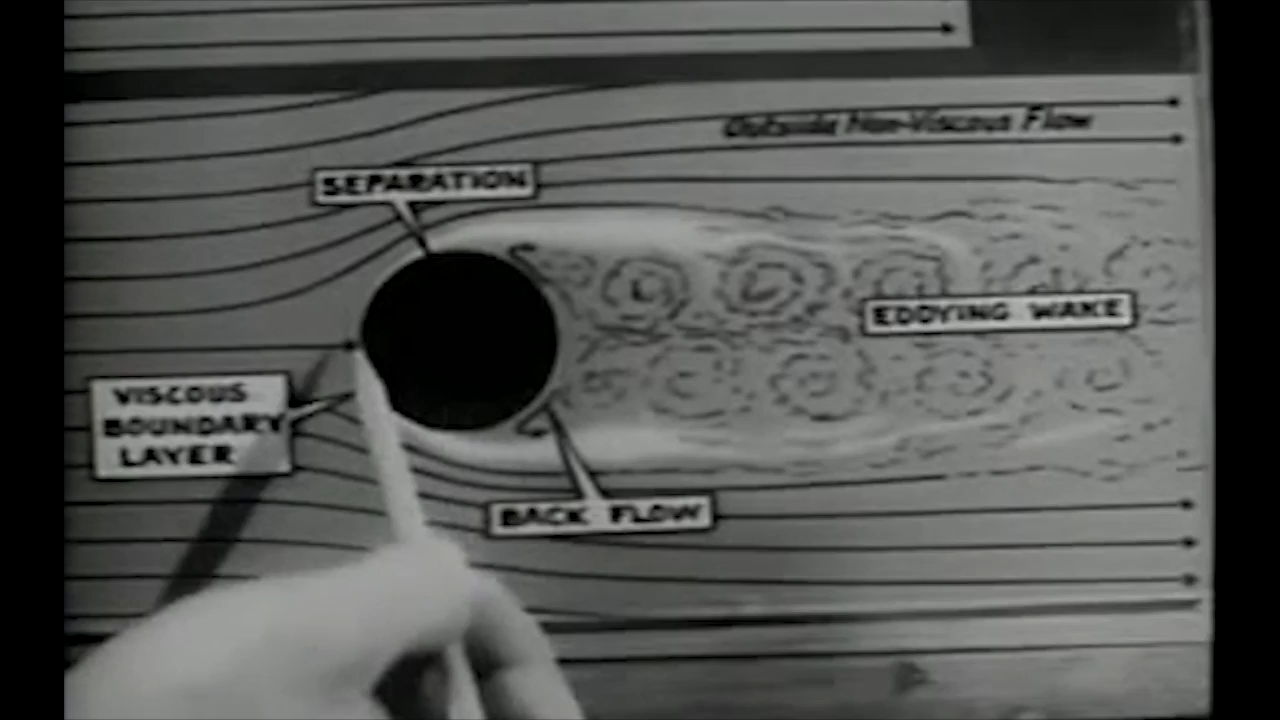 Outside Non-Viscous Flow
SEPARATION
EDDYING WAKE
VISCOUS
BOUNDARY
LAYER
BACK FLOW